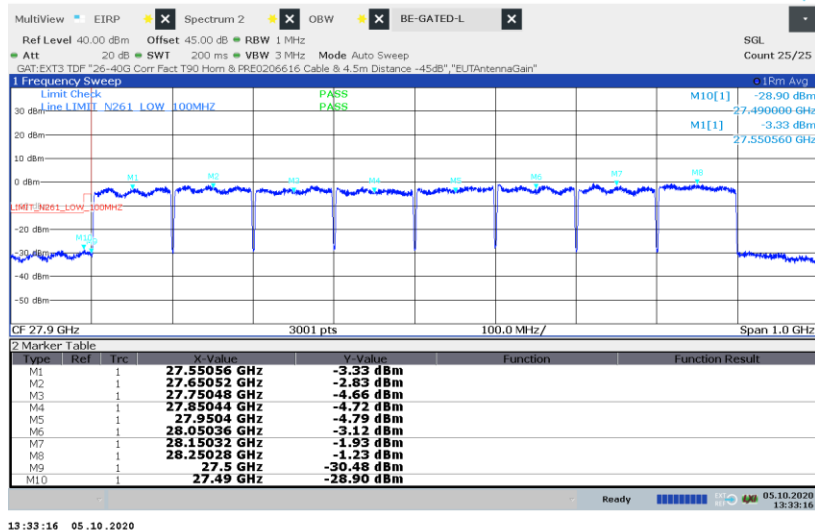 MultiView EIRP Spectrum 2 OBW BE-GATED-L
Ref Level 40.00 dBm Offset 45.00 dB RBW 1 MHz SGL
Att 20 dB SWT 200 ms VBW 3 MHz Mode Auto Sweep Count 25/25
GAT:EXT3 TDF "26-40G Corr Fact T90 Horn & PRE0206616 Cable & 4.5m Distance -45dB","EUTAntennaGain"
1 Frequency Sweep 1Rm Avg
Limit Check PASS M10[1] -28.90 dBm
Line LIMIT_N261_LOW_100MHZ PASS 27.490000 GHz
30 dBm
M1[1] -3.33 dBm
27.550560 GHz
20 dBm
10 dBm
M1 M2 M3 M4 M5 M6 M7 M8
0 dBm
LIMIT_N261_LOW_100MHZ
-20 dBm
M10
-30 dBm
-40 dBm
-50 dBm
CF 27.9 GHz 3001 pts 100.0 MHz/ Span 1.0 GHz
2 Marker Table
Type Ref Trc X-Value Y-Value Function Function Result
M1 1 27.55056 GHz -3.33 dBm
M2 1 27.65052 GHz -2.83 dBm
M3 1 27.75048 GHz -4.66 dBm
M4 1 27.85044 GHz -4.72 dBm
M5 1 27.9504 GHz -4.79 dBm
M6 1 28.05036 GHz -3.12 dBm
M7 1 28.15032 GHz -1.93 dBm
M8 1 28.25028 GHz -1.23 dBm
M9 1 27.5 GHz -30.48 dBm
M10 1 27.49 GHz -28.90 dBm
Ready EXT REF 05.10.2020
13:33:16
13:33:16 05.10.2020